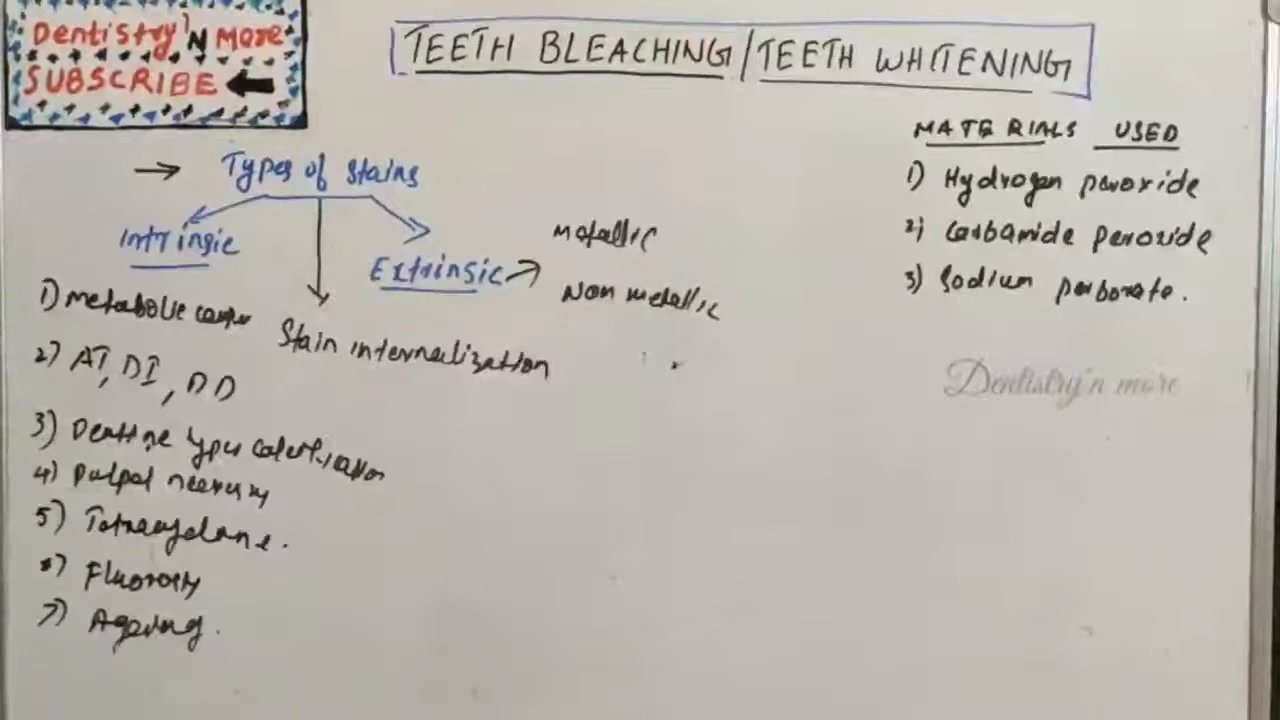 Dentistry'N More
SUBSCRIBE
TEETH BLEACHING/TEETH WHITENING
→ Types of Stains
Intrinsic
1) Metabolic
2) AI, DI, DD
3) Dentine hyper calcification
4) Pulpal necrosis
5) Tetracycline.
6) Fluorosis
7) Ageing.
Stain internalization
Extrinsic
Metallic
Non metallic
MATERIALS USED
1) Hydrogen peroxide
2) Carbamide peroxide
3) Sodium perborate.
Dentistry'n more